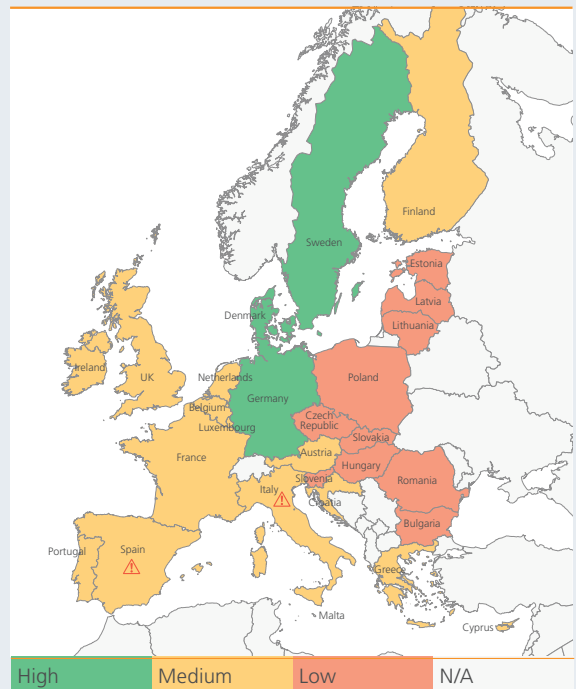 Finland
Sweden
Estonia
Latvia
Denmark
Lithuania
Ireland
UK
Netherlands
Poland
Germany
Belgium
Czech
Republic
Luxembourg
Slovakia
Austria
France
Hungary
Slovenia
Romania
Italy
Croatia
Bulgaria
Portugal
Spain
Greece
Malta
Cyprus
High
Medium
Low
N/A